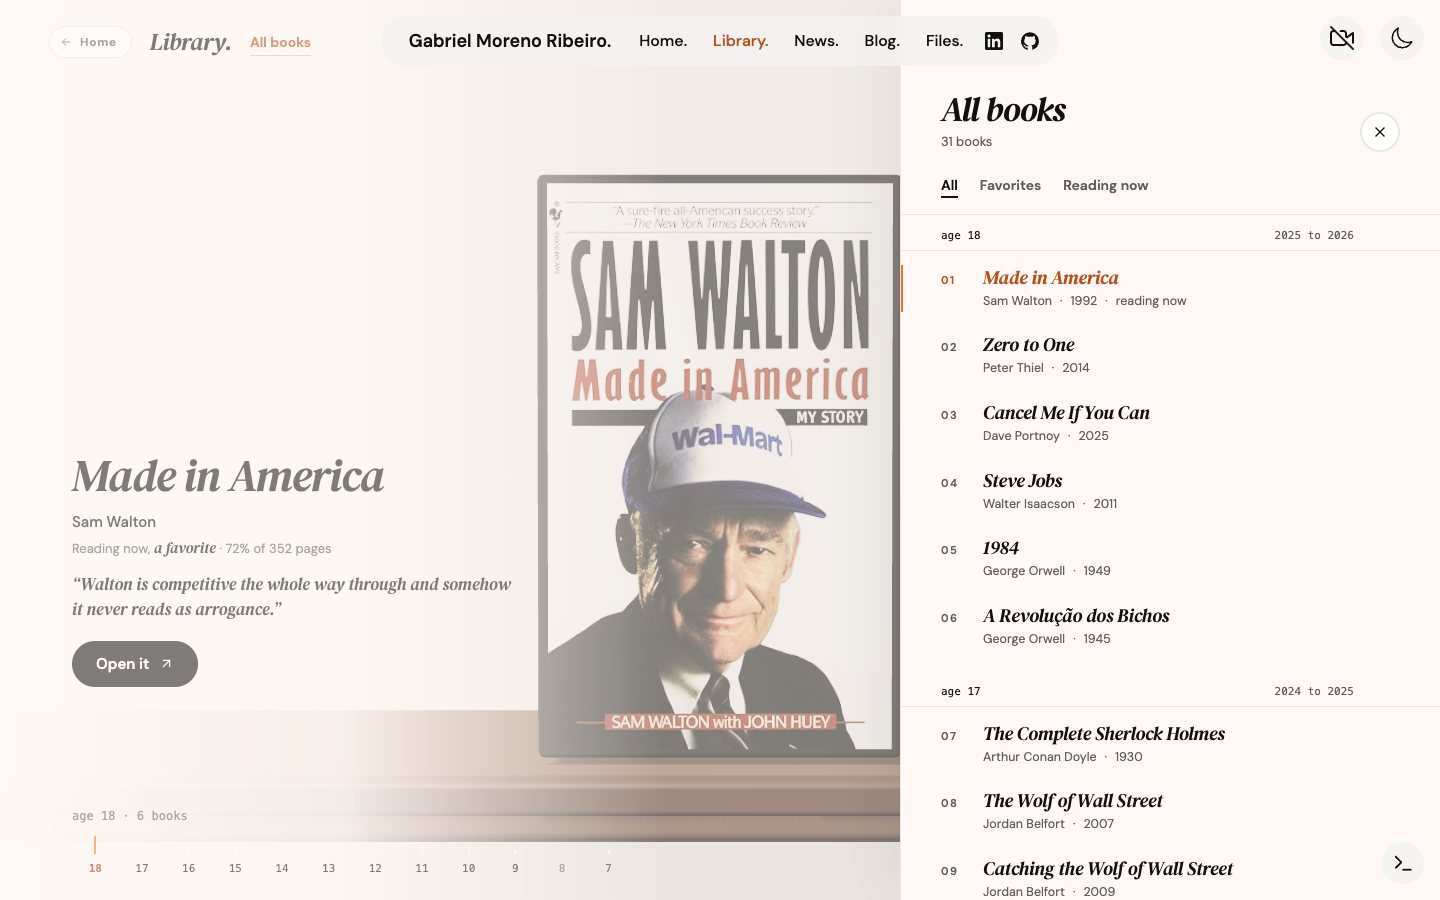 ← Home
Library.
All books
Gabriel Moreno Ribeiro.
Home.
Library.
News.
Blog.
Files.
"A sure-fire all-American success story."
—The New York Times Book Review
SAM WALTON
Made in America
MY STORY
Wal-Mart
SAM WALTON with JOHN HUEY
Made in America
Sam Walton
Reading now, a favorite · 72% of 352 pages
“Walton is competitive the whole way through and somehow
it never reads as arrogance.”
Open it
age 18 · 6 books
18 17 16 15 14 13 12 11 10 9 8 7
All books
31 books
All
Favorites
Reading now
age 18
2025 to 2026
01
Made in America
Sam Walton · 1992 · reading now
02
Zero to One
Peter Thiel · 2014
03
Cancel Me If You Can
Dave Portnoy · 2025
04
Steve Jobs
Walter Isaacson · 2011
05
1984
George Orwell · 1949
06
A Revolução dos Bichos
George Orwell · 1945
age 17
2024 to 2025
07
The Complete Sherlock Holmes
Arthur Conan Doyle · 1930
08
The Wolf of Wall Street
Jordan Belfort · 2007
09
Catching the Wolf of Wall Street
Jordan Belfort · 2009